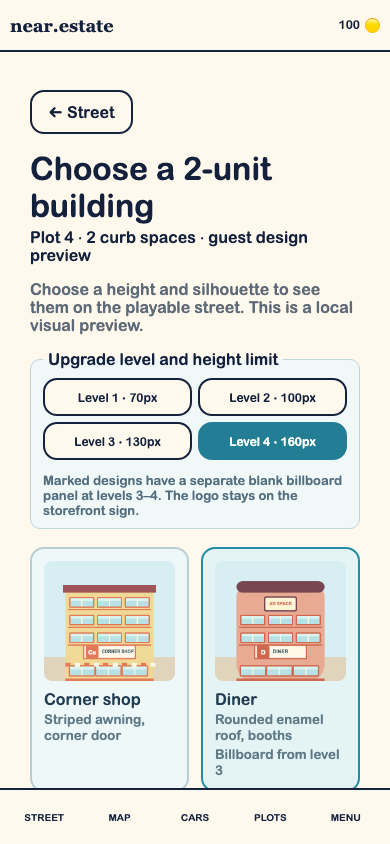 near.estate
100
← Street
Choose a 2-unit
building
Plot 4 · 2 curb spaces · guest design
preview
Choose a height and silhouette to see
them on the playable street. This is a local
visual preview.
Upgrade level and height limit
Level 1 · 70px
Level 2 · 100px
Level 3 · 130px
Level 4 · 160px
Marked designs have a separate blank billboard
panel at levels 3–4. The logo stays on the
storefront sign.
Cs CORNER SHOP
Corner shop
Striped awning,
corner door
AD SPACE
D DINER
Diner
Rounded enamel
roof, booths
Billboard from level
3
STREET
MAP
CARS
PLOTS
MENU